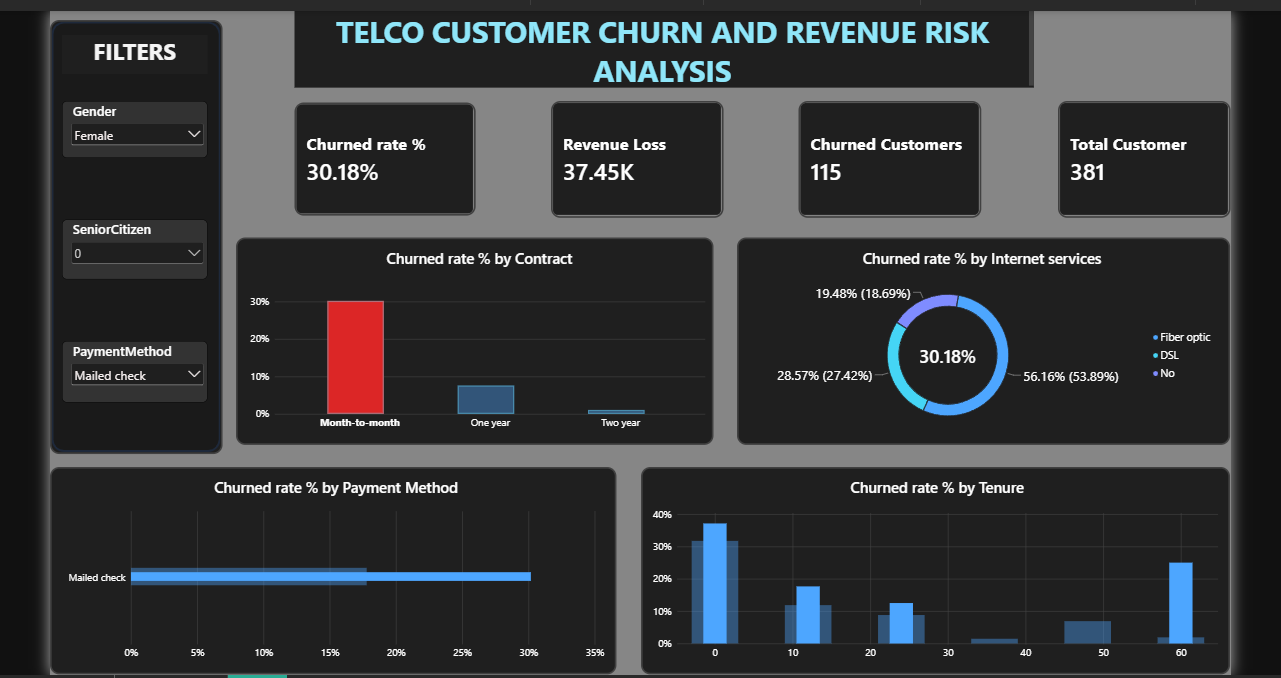 FILTERS
Gender
Female
SeniorCitizen
0
PaymentMethod
Mailed check
TELCO CUSTOMER CHURN AND REVENUE RISK
ANALYSIS
Churned rate %
30.18%
Revenue Loss
37.45K
Churned Customers
115
Total Customer
381
Churned rate % by Contract
30%
20%
10%
0%
Month-to-month
One year
Two year
Churned rate % by Internet services
19.48% (18.69%)
28.57% (27.42%)
30.18%
56.16% (53.89%)
Fiber optic
DSL
No
Churned rate % by Payment Method
Mailed check
0%
5%
10%
15%
20%
25%
30%
35%
Churned rate % by Tenure
40%
30%
20%
10%
0%
0
10
20
30
40
50
60